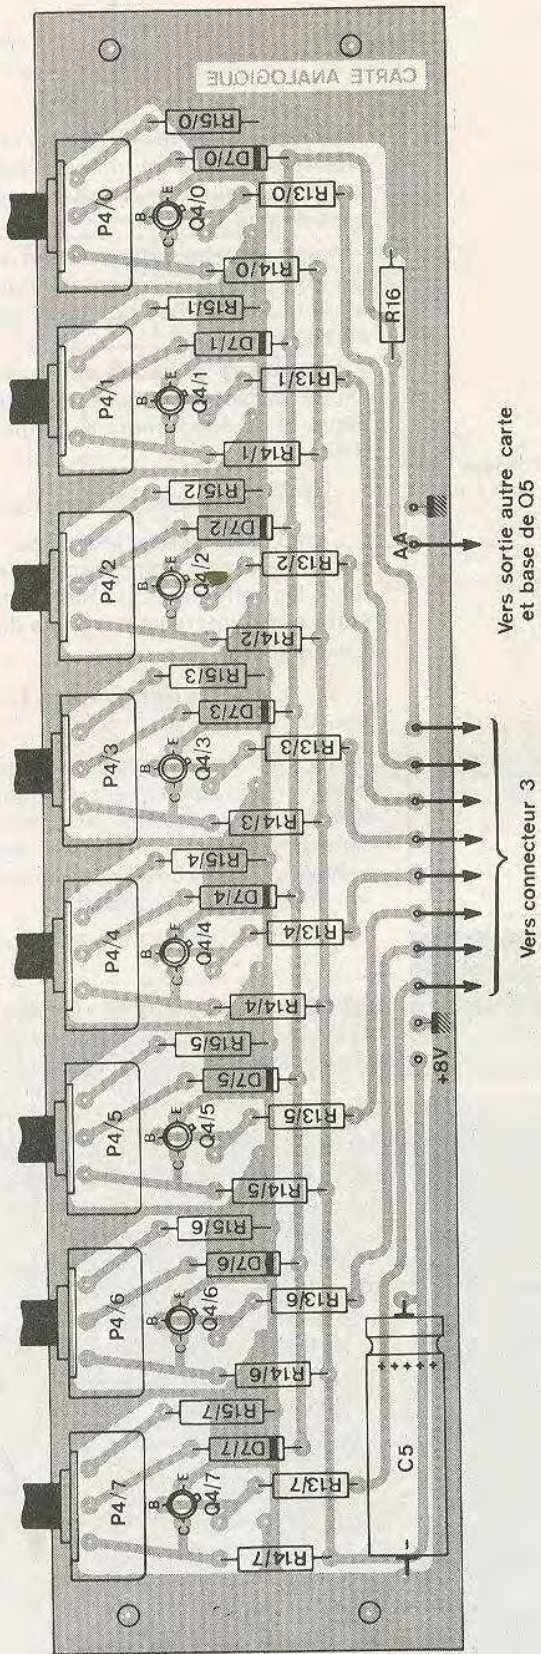 CARTE ANALOGIQUE
R15/0
D7/0
P4/0
E
B
C
Q4/0
R13/0
R14/0
R16
R15/1
D7/1
P4/1
E
B
C
Q4/1
R13/1
R14/1
R15/2
D7/2
P4/2
E
B
C
Q4/2
R13/2
R14/2
AA
Vers sortie autre carte
et base de Q5
R15/3
D7/3
P4/3
E
B
C
Q4/3
R13/3
R14/3
Vers connecteur 3
R15/4
D7/4
P4/4
E
B
C
Q4/4
R13/4
R14/4
+8V
R15/5
D7/5
P4/5
E
B
C
Q4/5
R13/5
R14/5
R15/6
D7/6
P4/6
E
B
C
Q4/6
R13/6
R14/6
R15/7
D7/7
P4/7
E
B
C
Q4/7
R13/7
R14/7
+++++
C5
-